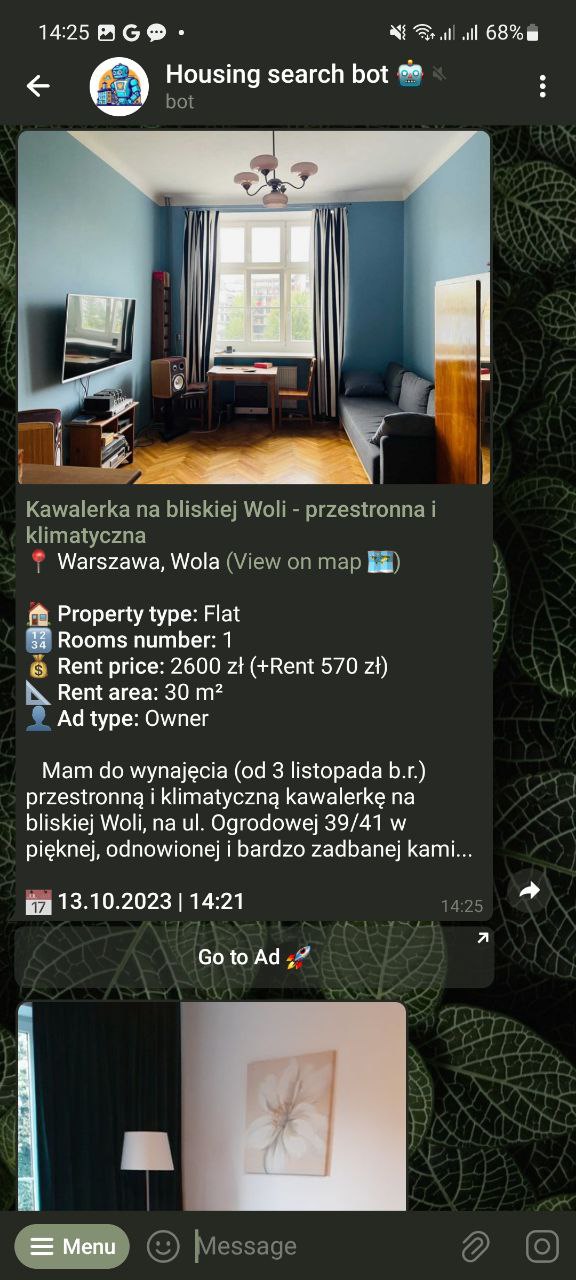 14:25
68%
Housing search bot
bot
Kawalerka na bliskiej Woli - przestronna i
klimatyczna
📍 Warszawa, Wola (View on map 🗺️)
🏠 Property type: Flat
🔢 Rooms number: 1
💰 Rent price: 2600 zł (+Rent 570 zł)
📐 Rent area: 30 m²
👤 Ad type: Owner
Mam do wynajęcia (od 3 listopada b.r.)
przestronną i klimatyczną kawalerkę na
bliskiej Woli, na ul. Ogrodowej 39/41 w
pięknej, odnowionej i bardzo zadbanej kami...
📅 13.10.2023 | 14:21
14:25
Go to Ad 🚀
Menu
Message